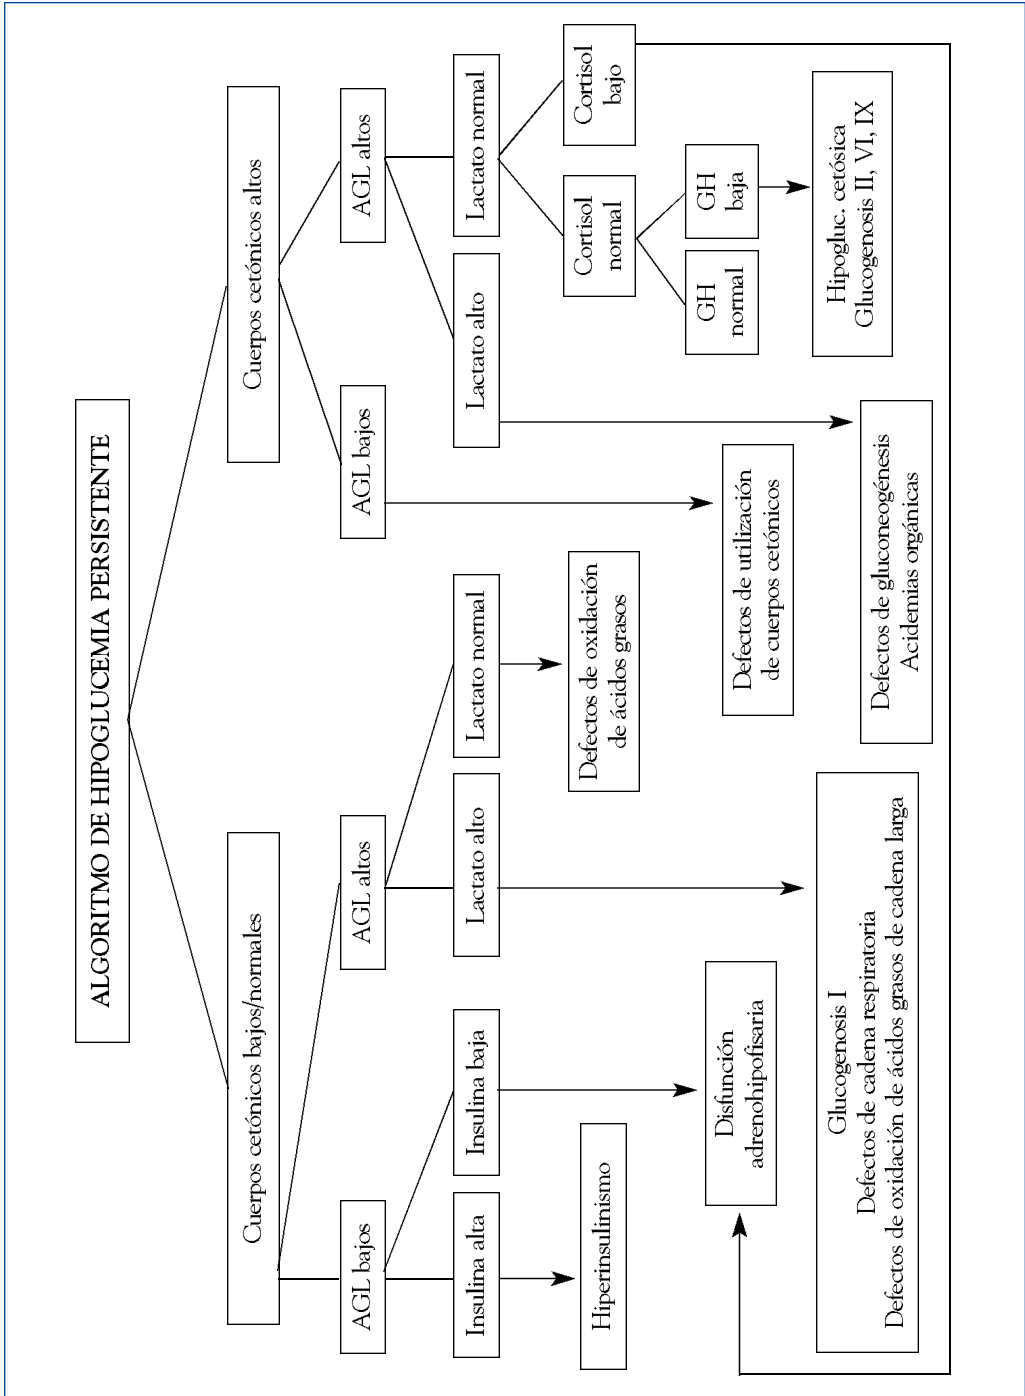 ALGORITMO DE HIPOGLUCEMIA PERSISTENTE
Cuerpos cetónicos bajos/normales
Cuerpos cetónicos altos
AGL bajos
AGL altos
AGL bajos
AGL altos
Insulina alta
Insulina baja
Lactato alto
Lactato normal
Lactato alto
Lactato normal
Hiperinsulinismo
Defectos de oxidación
de ácidos grasos
Cortisol
normal
Cortisol
bajo
Disfunción
adrenohipofisaria
Defectos de utilización
de cuerpos cetónicos
GH
normal
GH
baja
Glucogenosis I
Defectos de cadena respiratoria
Defectos de oxidación de ácidos grasos de cadena larga
Defectos de gluconeogénesis
Acidemias orgánicas
Hipogluc. cetósica
Glucogenosis II, VI, IX